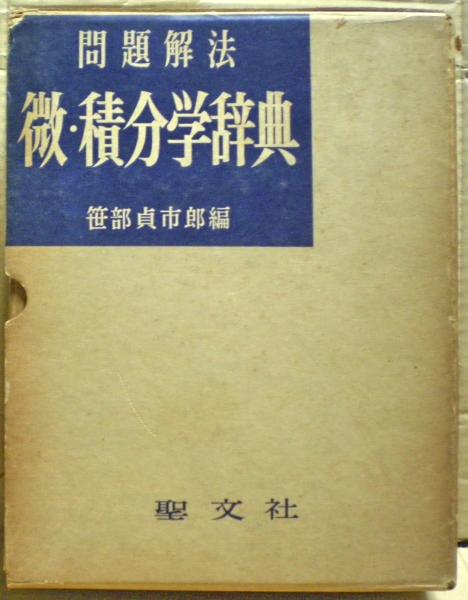 問題解法
微・積分学辞典
笹部貞市郎編
聖文社